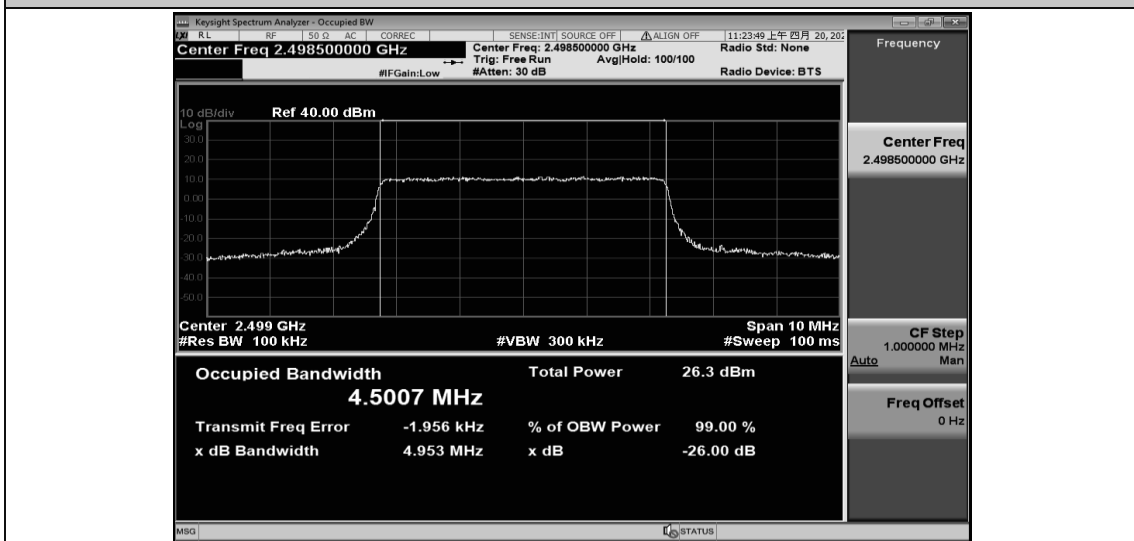 Keysight Spectrum Analyzer - Occupied BW
RL RF 50 Ω AC CORREC SENSE:INT SOURCE OFF ALIGN OFF 11:23:49 上午 四月 20, 202
Center Freq 2.498500000 GHz
Center Freq: 2.498500000 GHz
Radio Std: None
Trig: Free Run Avg|Hold: 100/100
#IFGain:Low
#Atten: 30 dB
Radio Device: BTS
10 dB/div Ref 40.00 dBm
Log
30.0
20.0
10.0
0.00
-10.0
-20.0
-30.0
-40.0
-50.0
Center 2.499 GHz
Span 10 MHz
#Res BW 100 kHz
#VBW 300 kHz
#Sweep 100 ms
Occupied Bandwidth
Total Power 26.3 dBm
4.5007 MHz
Transmit Freq Error -1.956 kHz
% of OBW Power 99.00 %
x dB Bandwidth 4.953 MHz
x dB -26.00 dB
MSG
STATUS
Frequency
Center Freq
2.498500000 GHz
CF Step
1.000000 MHz
Auto Man
Freq Offset
0 Hz